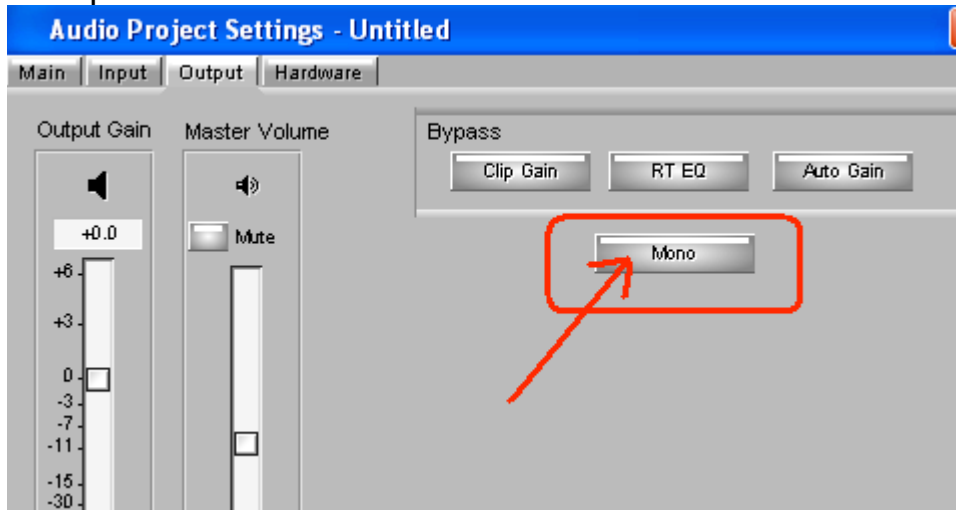 Audio Project Settings - Untitled
Main Input Output Hardware
Output Gain Master Volume Bypass
Clip Gain RT EQ Auto Gain
+0.0 Mute Mono
+6
+3
0
-3
-7
-11
-15
-30